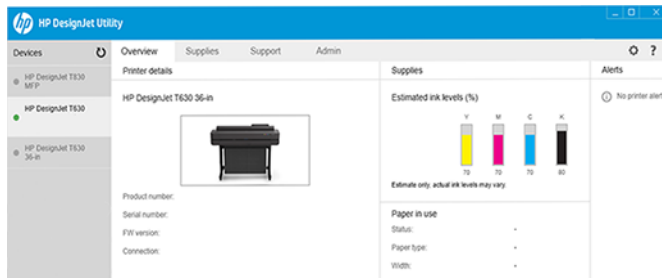 hp HP DesignJet Utility
Devices
HP DesignJet T830
MFP
HP DesignJet T630
HP DesignJet T630
36-in
Overview Supplies Support Admin ?
Printer details
HP DesignJet T630 36-in
Product number:
Serial number:
FW version:
Connection:
Supplies
Estimated ink levels (%)
Y M C K
70 70 70 80
Estimate only, actual ink levels may vary.
Paper in use
Status: -
Paper type: -
Width: -
Alerts
No printer alert